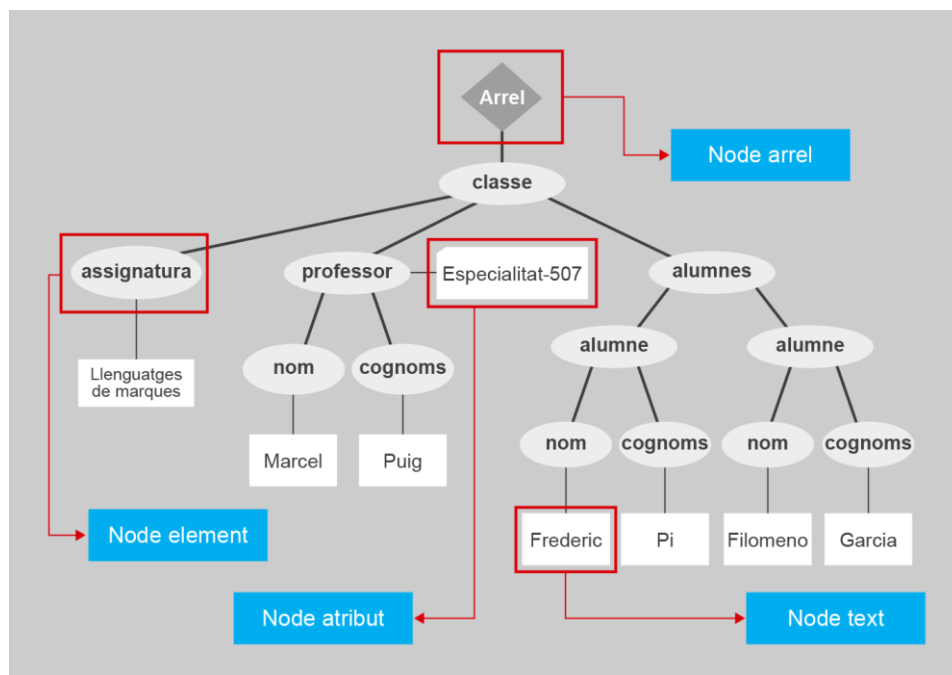 Arrel
Node arrel
classe
assignatura
professor
Especialitat-507
alumnes
alumne
alumne
Llenguatges
de marques
nom
cognoms
nom
cognoms
nom
cognoms
Marcel
Puig
Frederic
Pi
Filomeno
Garcia
Node element
Node atribut
Node text